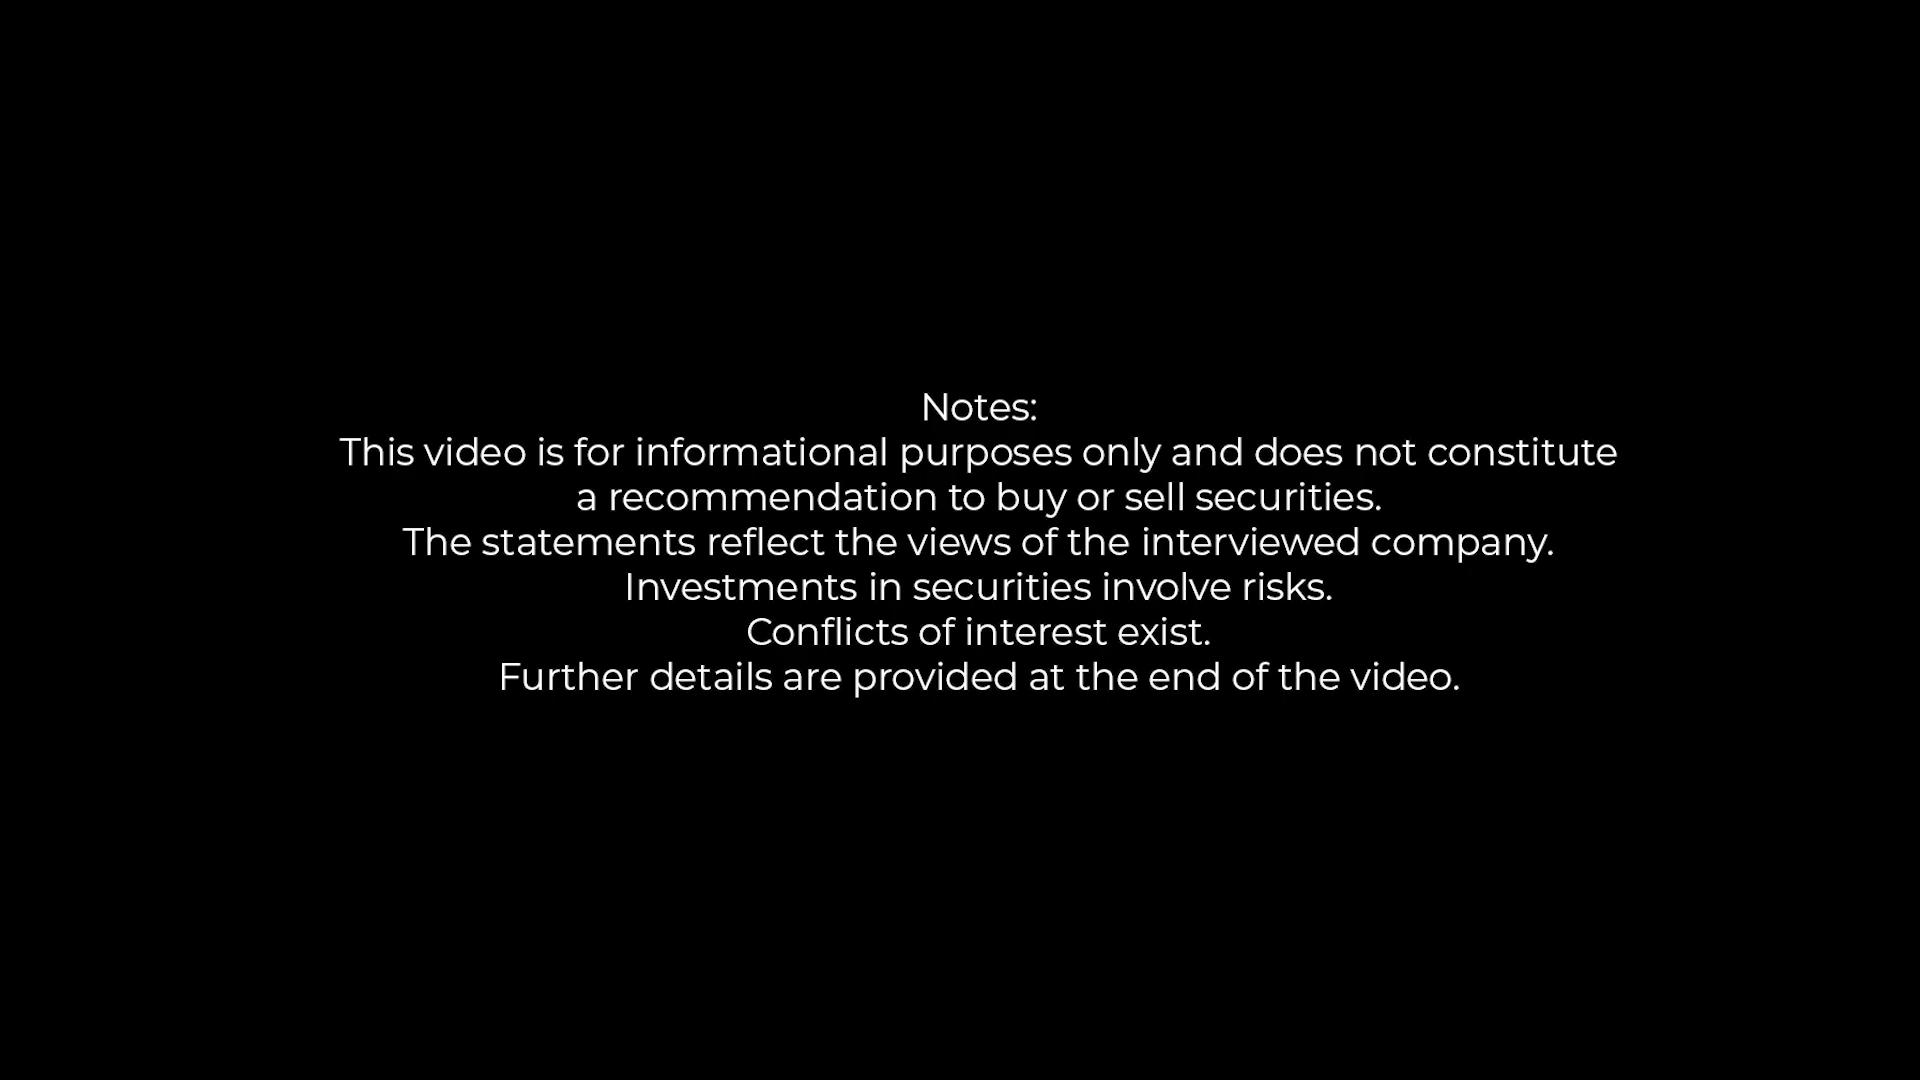 Notes:
This video is for informational purposes only and does not constitute
a recommendation to buy or sell securities.
The statements reflect the views of the interviewed company.
Investments in securities involve risks.
Conflicts of interest exist.
Further details are provided at the end of the video.